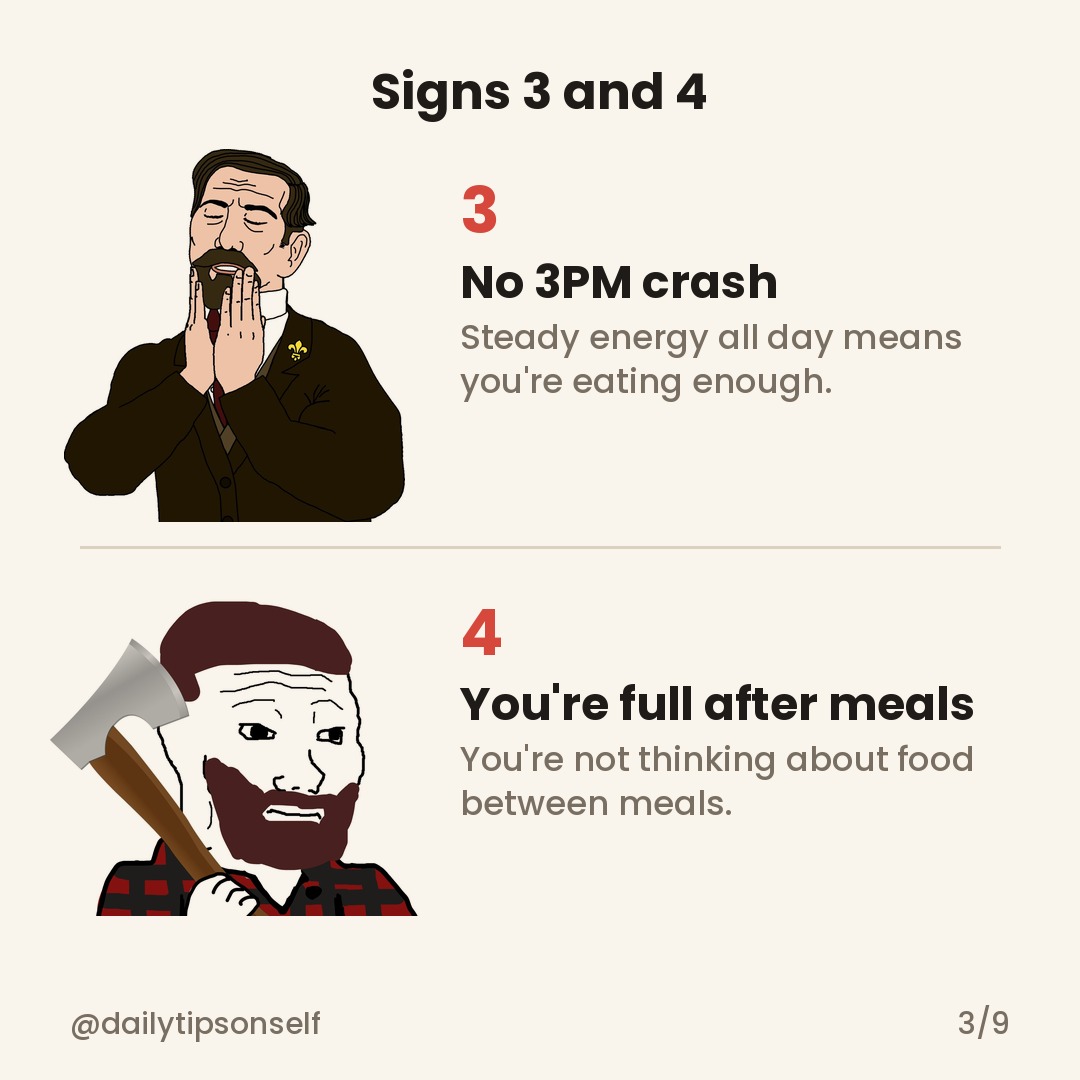 Signs 3 and 4
3
No 3PM crash
Steady energy all day means
you're eating enough.
4
You're full after meals
You're not thinking about food
between meals.
@dailytipsonself
3/9